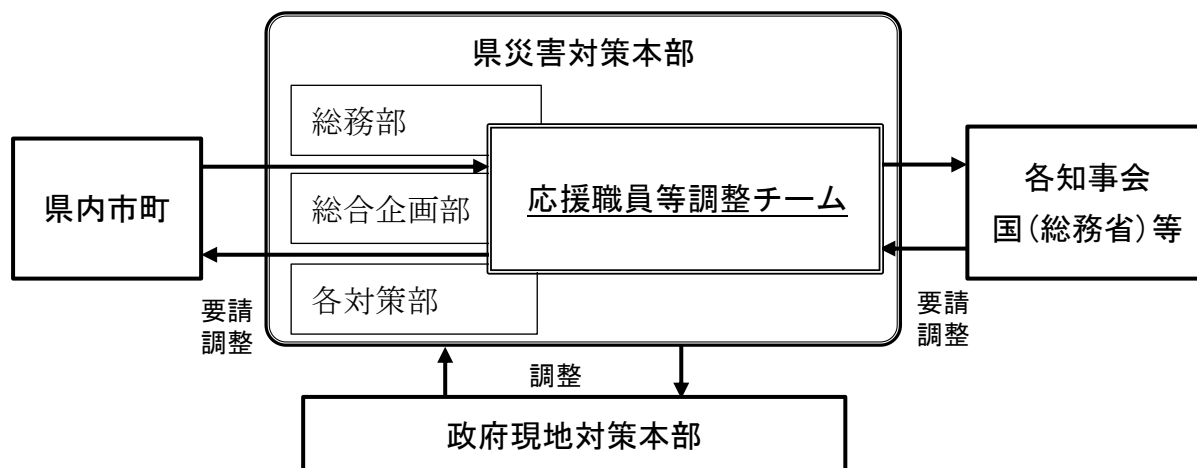 県災害対策本部
総務部
総合企画部
各対策部
応援職員等調整チーム
県内市町
要請
調整
各知事会
国(総務省)等
要請
調整
調整
政府現地対策本部